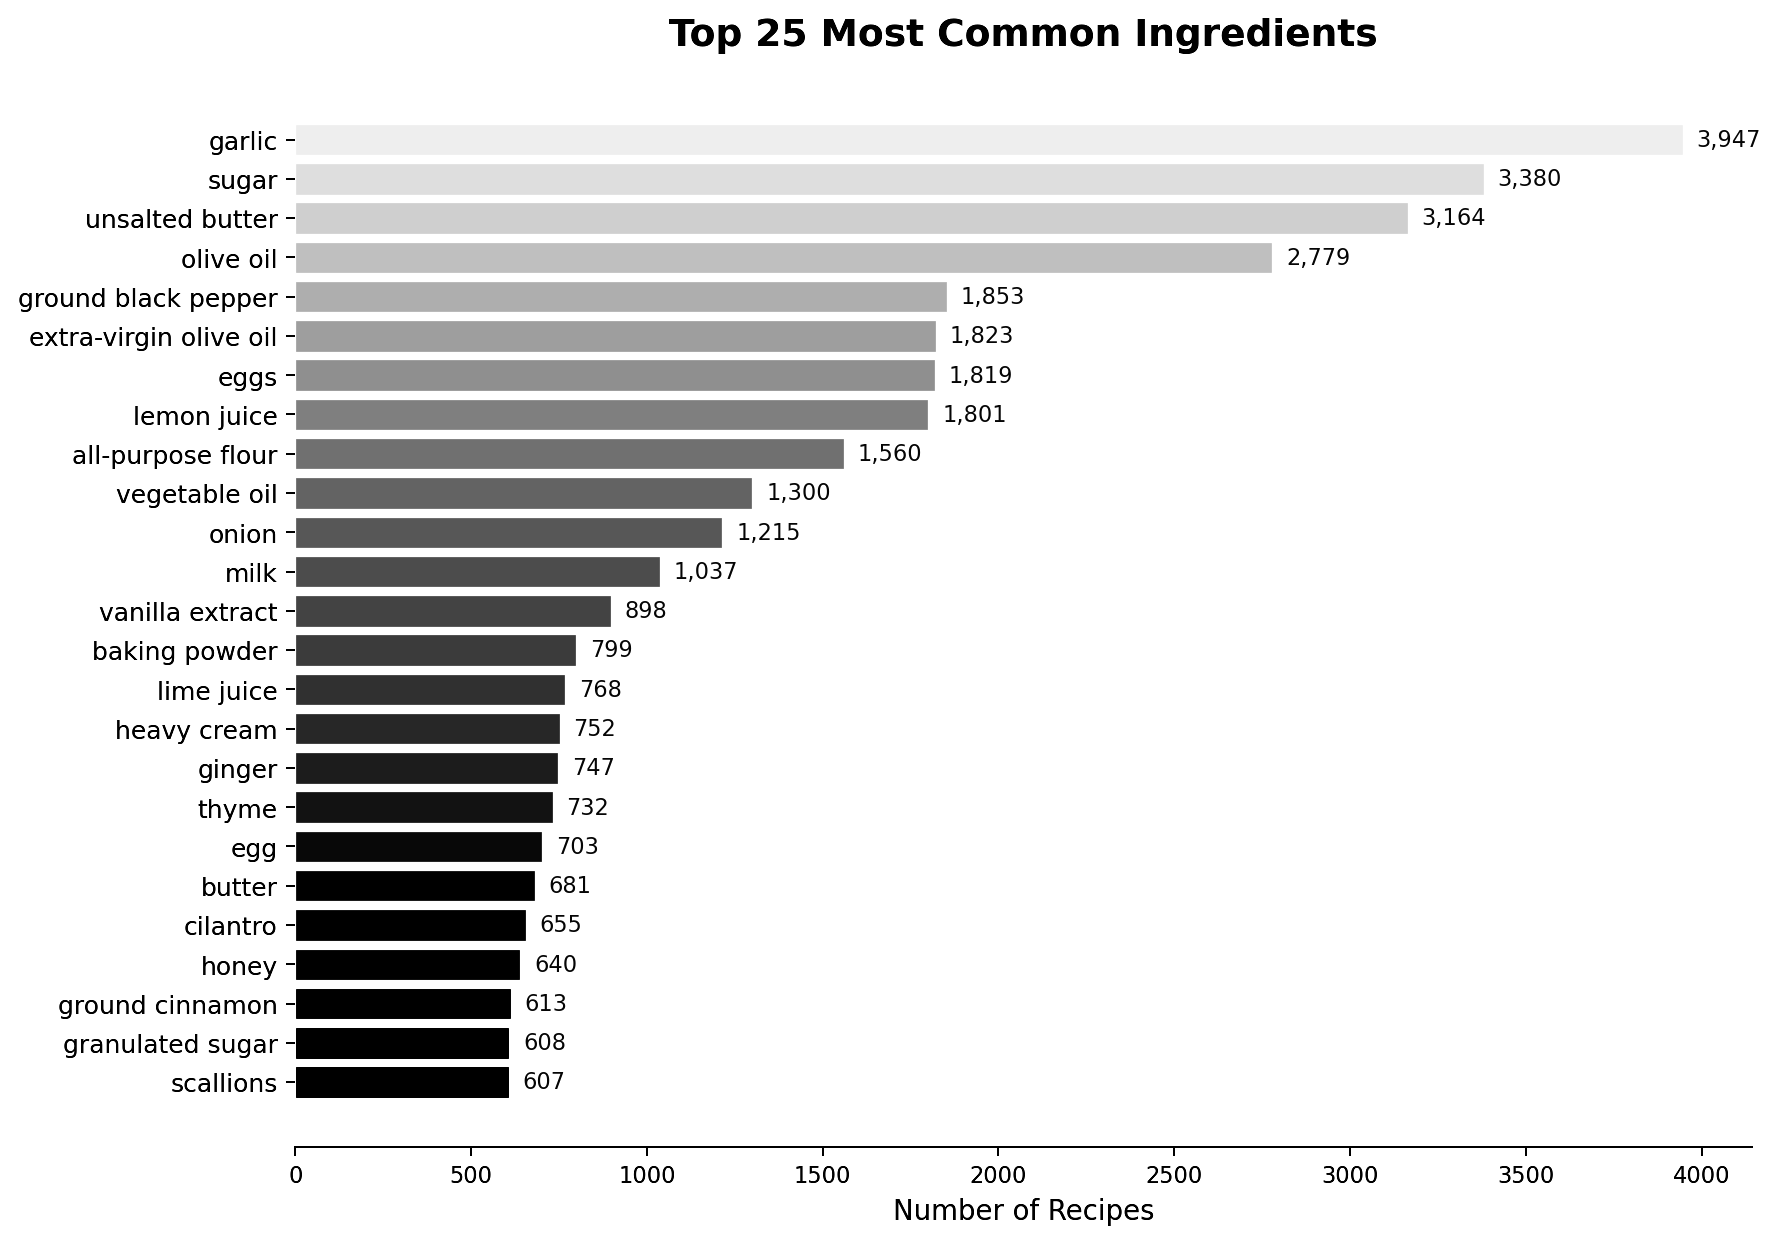 Top 25 Most Common Ingredients
garlic 3,947
sugar 3,380
unsalted butter 3,164
olive oil 2,779
ground black pepper 1,853
extra-virgin olive oil 1,823
eggs 1,819
lemon juice 1,801
all-purpose flour 1,560
vegetable oil 1,300
onion 1,215
milk 1,037
vanilla extract 898
baking powder 799
lime juice 768
heavy cream 752
ginger 747
thyme 732
egg 703
butter 681
cilantro 655
honey 640
ground cinnamon 613
granulated sugar 608
scallions 607
0 500 1000 1500 2000 2500 3000 3500 4000
Number of Recipes